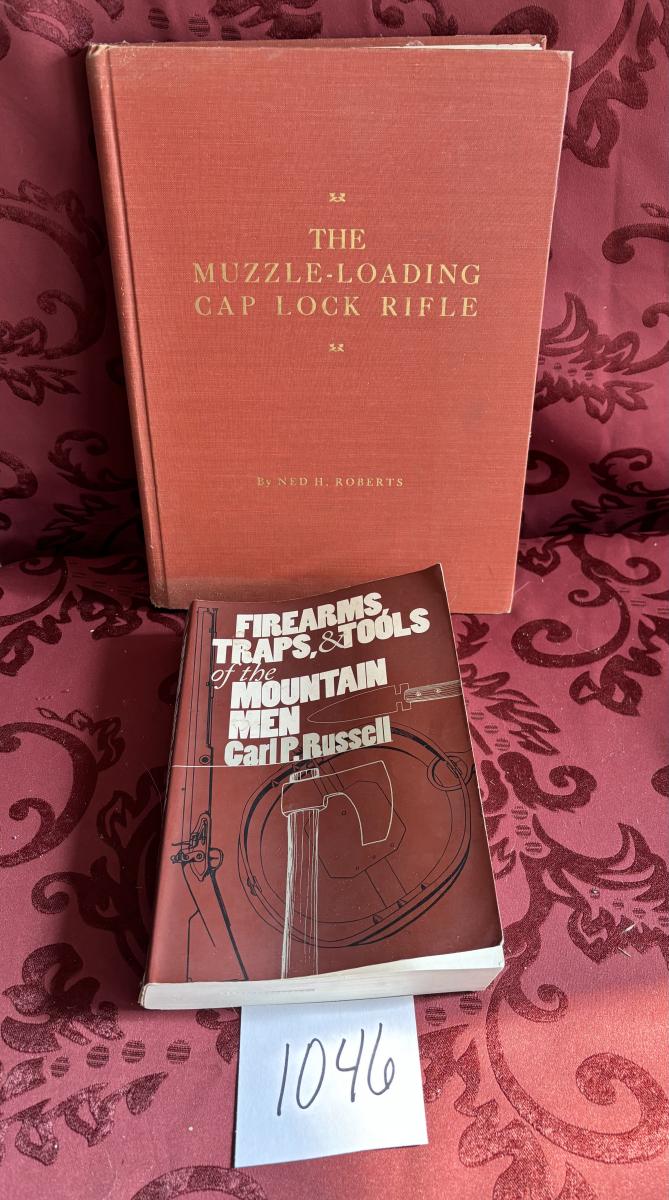 THE
MUZZLE-LOADING
CAP LOCK RIFLE
By NED H. ROBERTS
FIREARMS,
TRAPS, & TOOLS
of the
MOUNTAIN
MEN
Carl P. Russell
1046